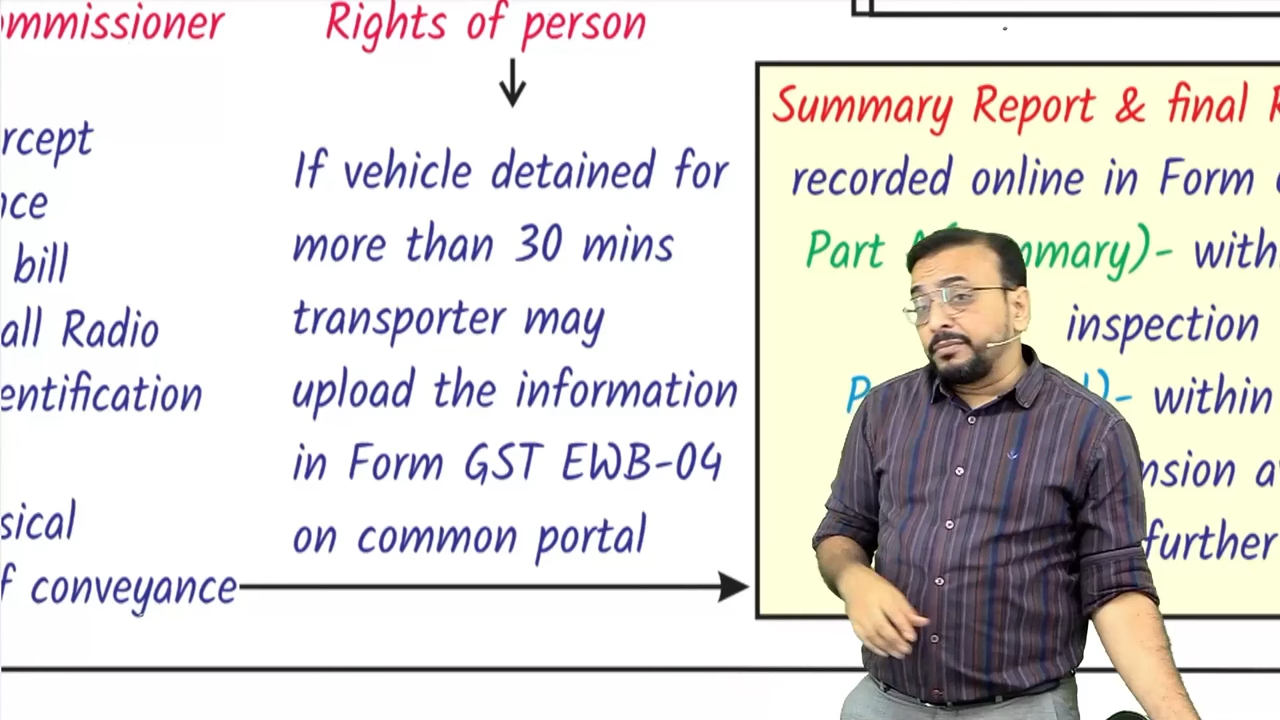 ommissioner
rcept
nce
bill
all Radio
entification
sical
f conveyance
Rights of person
If vehicle detained for
more than 30 mins
transporter may
upload the information
in Form GST EWB-04
on common portal
Summary Report & final R
recorded online in Form
Part mmary)- with
inspection
)- within
nsion a
further